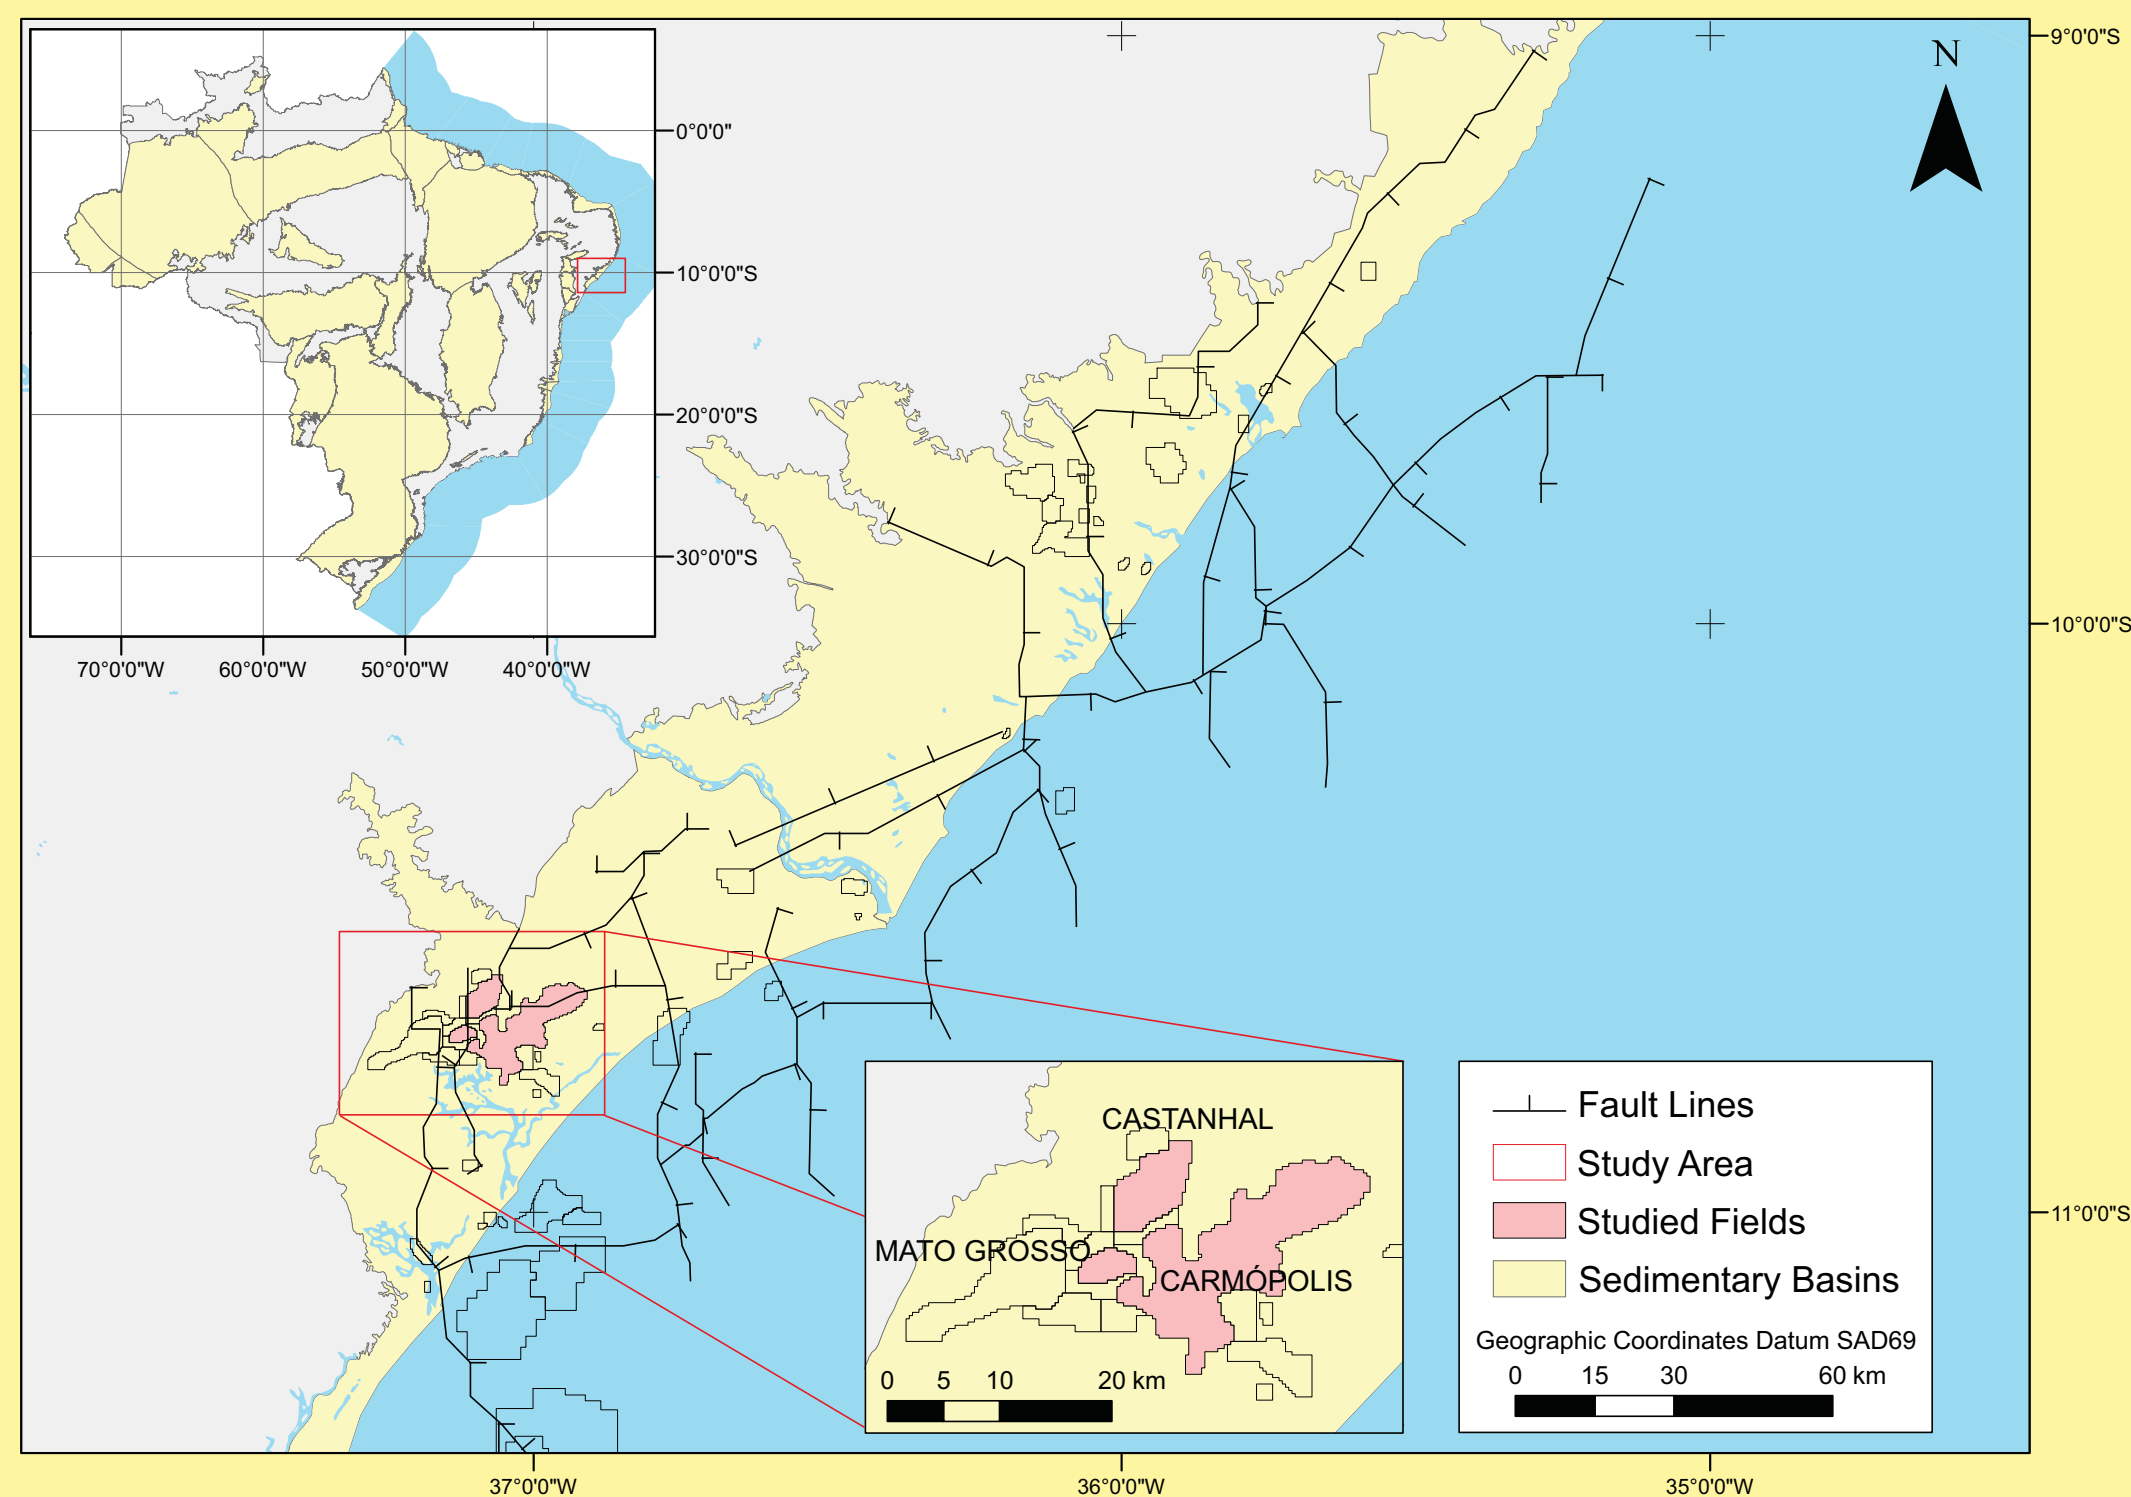 9°0'0"S
N
0°0'0"
10°0'0"S
20°0'0"S
30°0'0"S
70°0'0"W
60°0'0"W
50°0'0"W
40°0'0"W
10°0'0"S
11°0'0"S
CASTANHAL
MATO GROSSO
CARMÓPOLIS
0 5 10 20 km
Fault Lines
Study Area
Studied Fields
Sedimentary Basins
Geographic Coordinates Datum SAD69
0 15 30 60 km
37°0'0"W
36°0'0"W
35°0'0"W